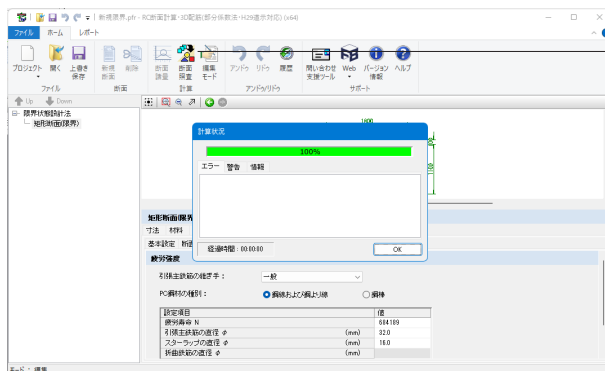 新規限界.pfr - RC断面計算・3D配筋(部分係数法・H29道示対応) (x64)
ファイル ホーム レポート
プロジェクト 開く 上書き保存 新規断面 削除 断面諸量 断面照査 編集モード アンドゥ リドゥ 履歴 問い合わせ支援ツール Web バージョン情報 ヘルプ
ファイル 断面 計算 アンドゥ/リドゥ サポート
Up Down
限界状態設計法
矩形断面(限界)
計算状況
100%
エラー 警告 情報
経過時間 : 00:00:00
OK
寸法 材料
基本設定
疲労強度
引張主鉄筋の継ぎ手 : 一般
PC鋼材の種別 : 鋼線および鋼より線 鋼棒
設定項目 値
疲労寿命 N 684189
引張主鉄筋の直径 φ (mm) 32.0
スターラップの直径 φ (mm) 16.0
折曲鉄筋の直径 φ (mm)
モード : 編集